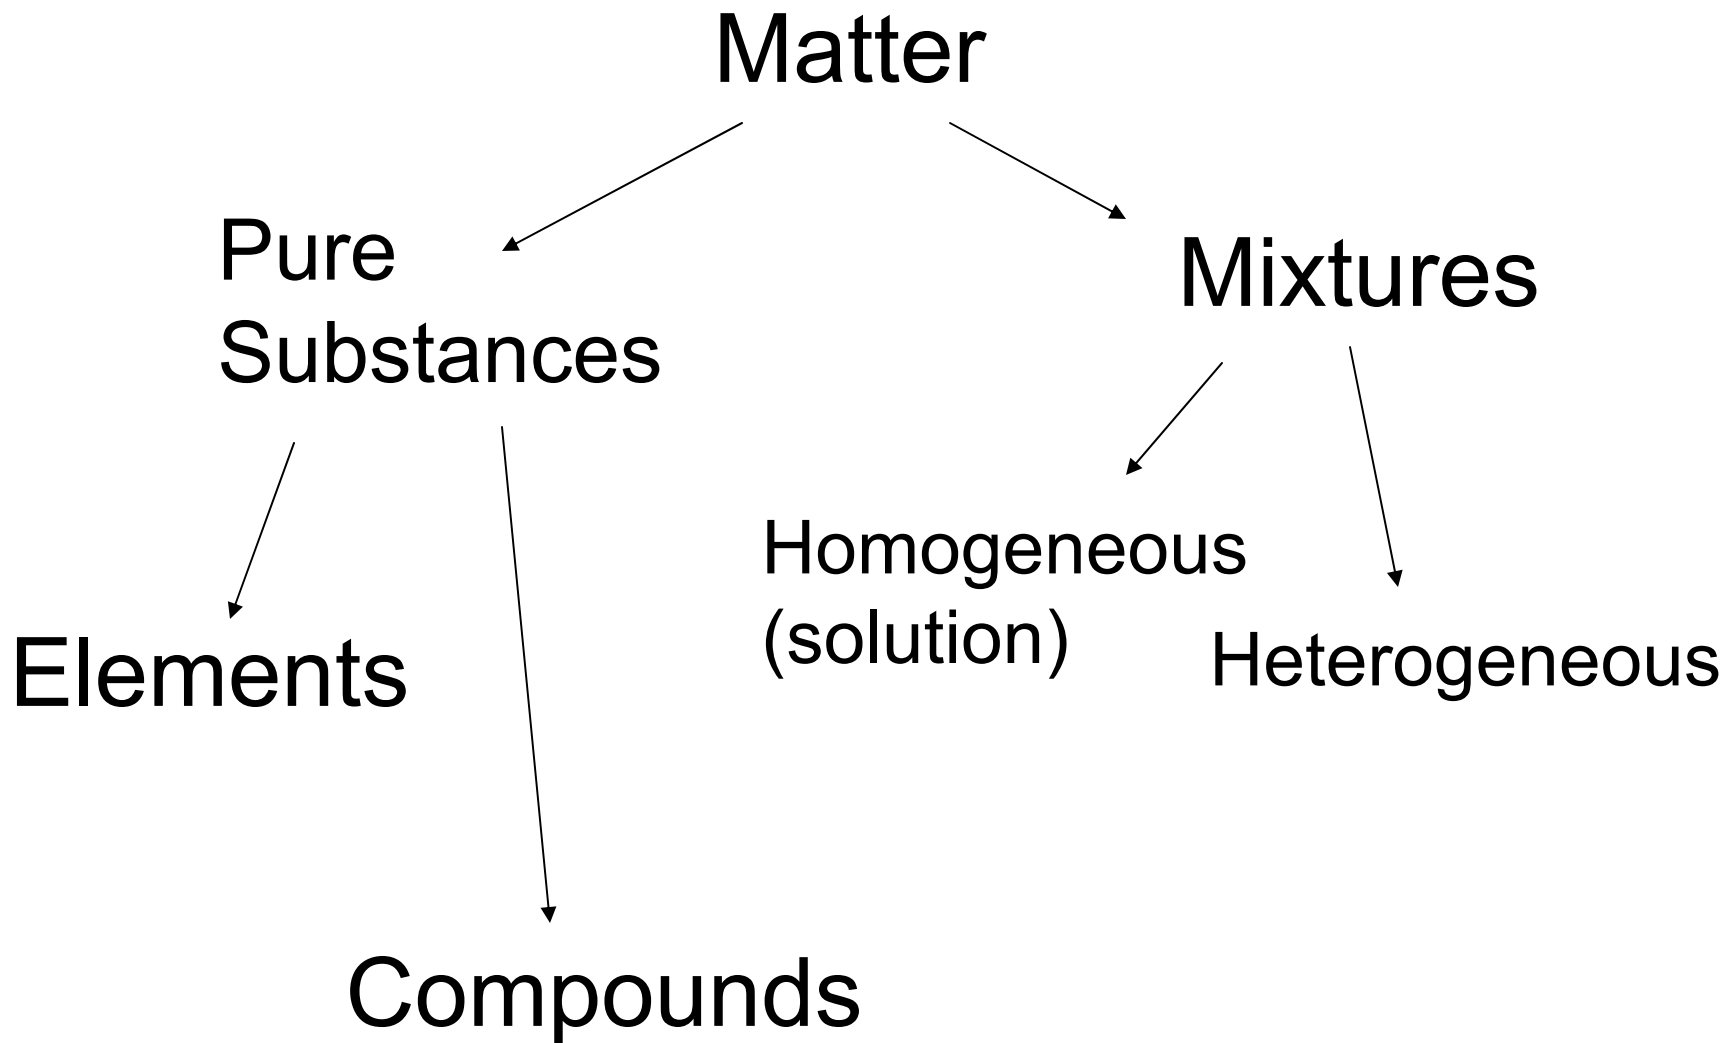 Matter
Pure
Substances
Mixtures
Homogeneous
(solution)
Heterogeneous
Elements
Compounds